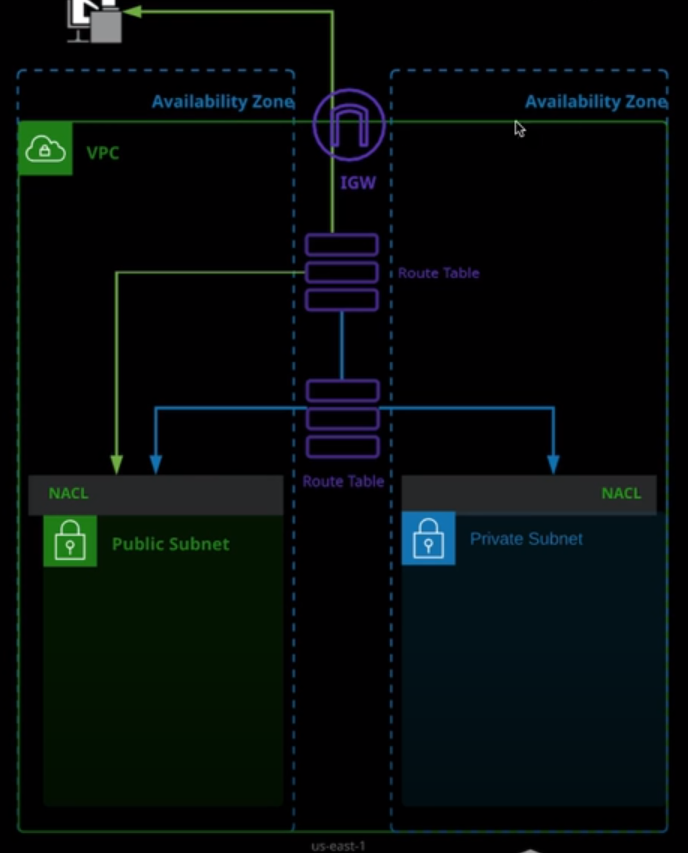 Availability Zone
Availability Zone
VPC
IGW
Route Table
Route Table
NACL
NACL
Public Subnet
Private Subnet
us-east-1